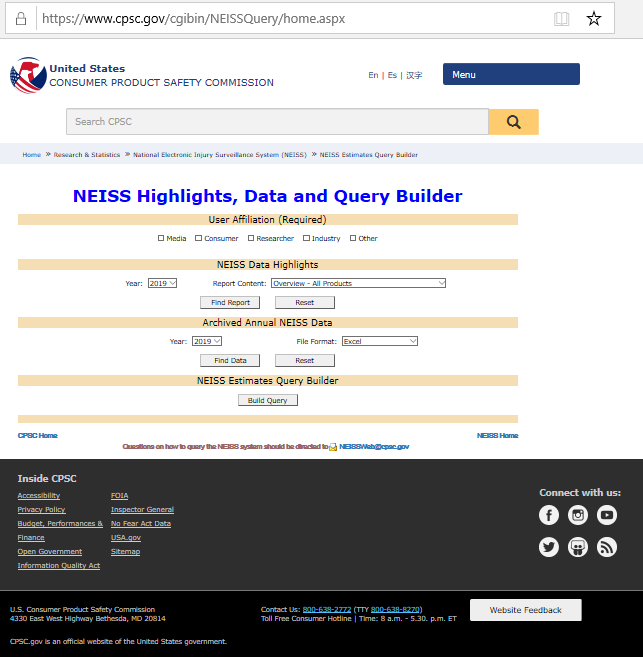 https://www.cpsc.gov/cgibin/NEISSQuery/home.aspx
United States
CONSUMER PRODUCT SAFETY COMMISSION
En | Es | 汉字
Menu
Search CPSC
Home » Research & Statistics » National Electronic Injury Surveillance System (NEISS) » NEISS Estimates Query Builder
NEISS Highlights, Data and Query Builder
User Affiliation (Required)
Media Consumer Researcher Industry Other
NEISS Data Highlights
Year: 2019 Report Content: Overview - All Products
Find Report Reset
Archived Annual NEISS Data
Year: 2019 File Format: Excel
Find Data Reset
NEISS Estimates Query Builder
Build Query
CPSC Home NEISS Home
Questions on how to query the NEISS system should be directed to NEISSWeb@cpsc.gov
Inside CPSC
Accessibility FOIA
Privacy Policy Inspector General
Budget, Performances & No Fear Act Data
Finance USA.gov
Open Government Sitemap
Information Quality Act
Connect with us:
U.S. Consumer Product Safety Commission
4330 East West Highway Bethesda, MD 20814
Contact Us: 800-638-2772 (TTY 800-638-8270)
Toll Free Consumer Hotline | Time: 8 a.m. - 5.30. p.m. ET
Website Feedback
CPSC.gov is an official website of the United States government.